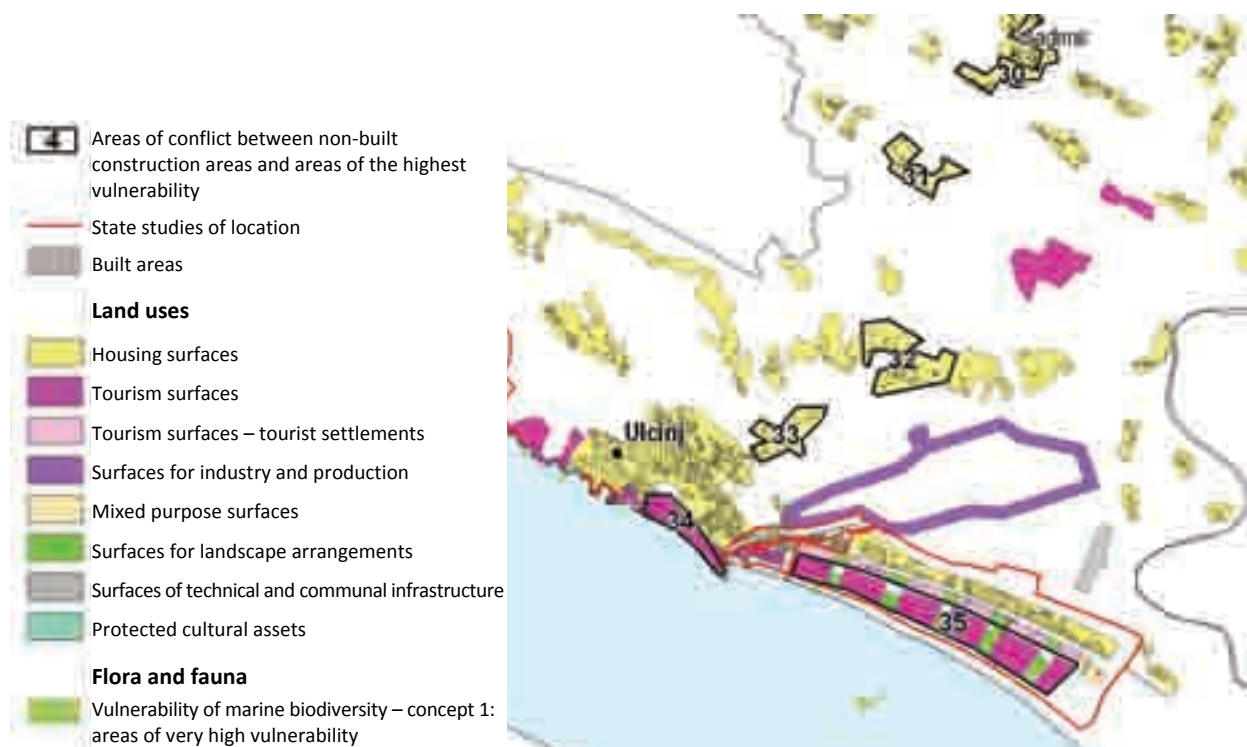 4
Areas of conflict between non-built
construction areas and areas of the highest
vulnerability
State studies of location
Built areas
Land uses
Housing surfaces
Tourism surfaces
Tourism surfaces – tourist settlements
Surfaces for industry and production
Mixed purpose surfaces
Surfaces for landscape arrangements
Surfaces of technical and communal infrastructure
Protected cultural assets
Flora and fauna
Vulnerability of marine biodiversity – concept 1:
areas of very high vulnerability
30
31
32
33
Ulcinj
34
35